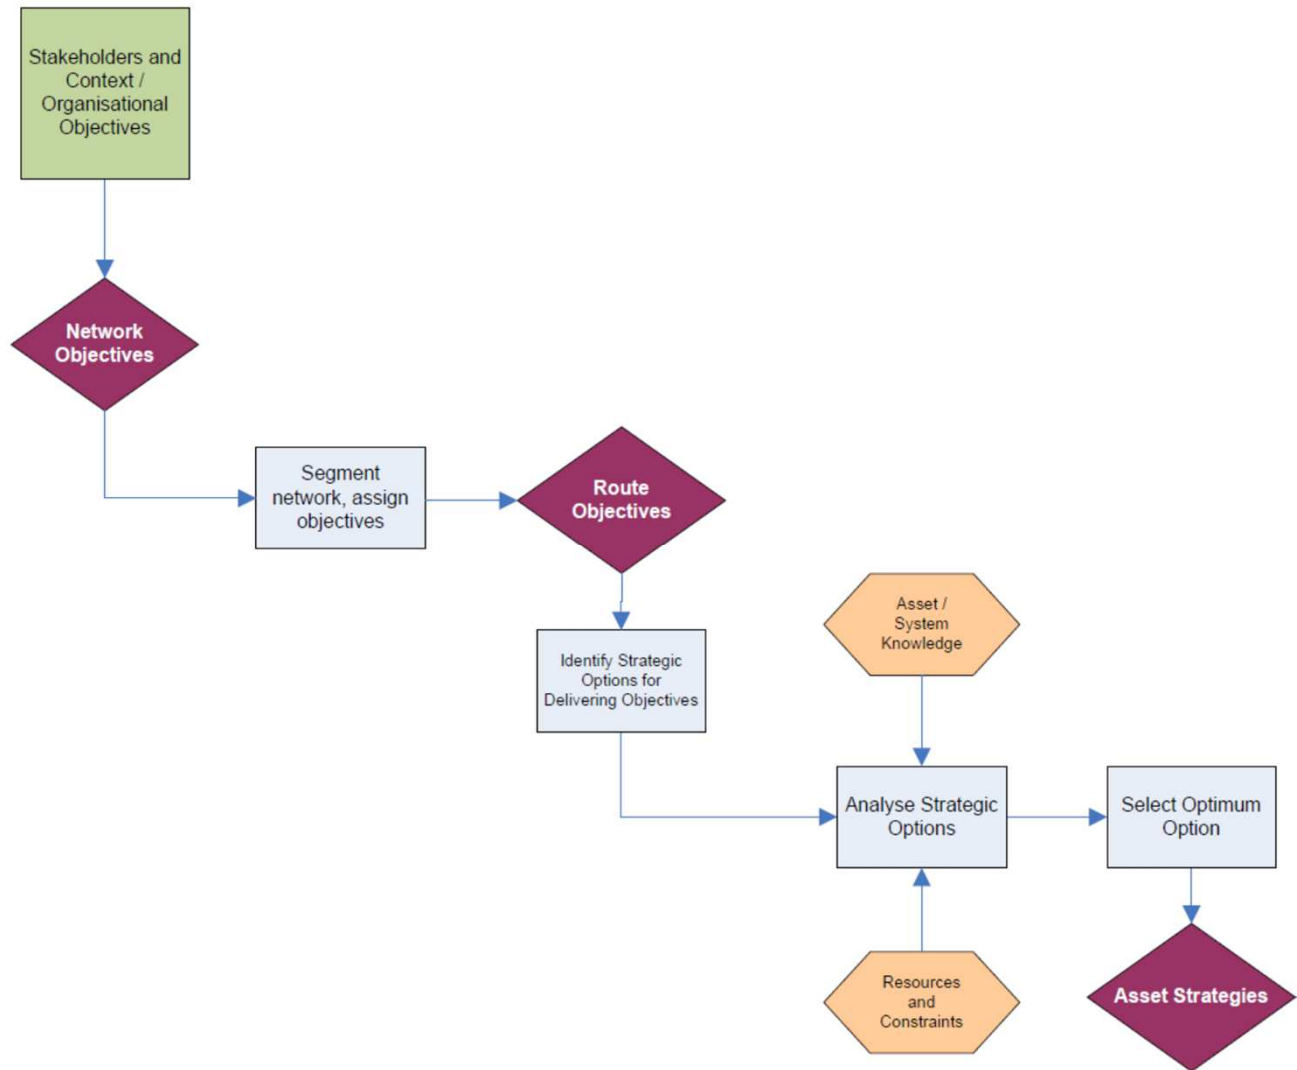 Stakeholders and
Context /
Organisational
Objectives
Network
Objectives
Segment
network, assign
objectives
Route
Objectives
Identify Strategic
Options for
Delivering Objectives
Asset /
System
Knowledge
Analyse Strategic
Options
Select Optimum
Option
Resources
and
Constraints
Asset Strategies